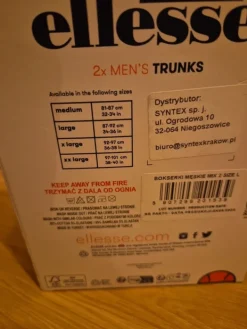 ellesse
2x MEN'S TRUNKS
Available in the following sizes
medium
81-87 cm
32-34 in
large
87-92 cm
34-36 in
x large
92-97 cm
36-38 in
xx large
97-101 cm
38-40 in
Dystrybutor:
SYNTEX sp. j.
ul. Ogrodowa 10
32-064 Niegoszowice
biuro@syntexkrakow.pl
KEEP AWAY FROM FIRE
TRZYMAĆ Z DALA OD OGNIA
BOKSERKI MĘSKIE MIX 2 SIZE L
ellesse.com